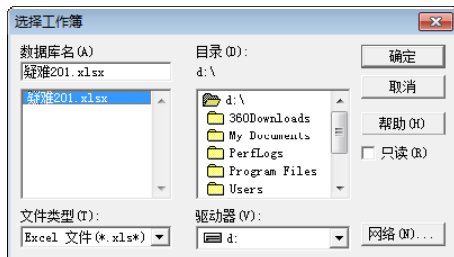 选择工作簿
数据库名(A)
疑难201.xlsx
疑难201.xlsx
目录(D):
d:\
d:\
360Downloads
My Documents
PerfLogs
Program Files
Users
确定
取消
帮助(H)
只读(R)
文件类型(T):
Excel 文件(*.xls*)
驱动器(V):
d:
网络(N)...